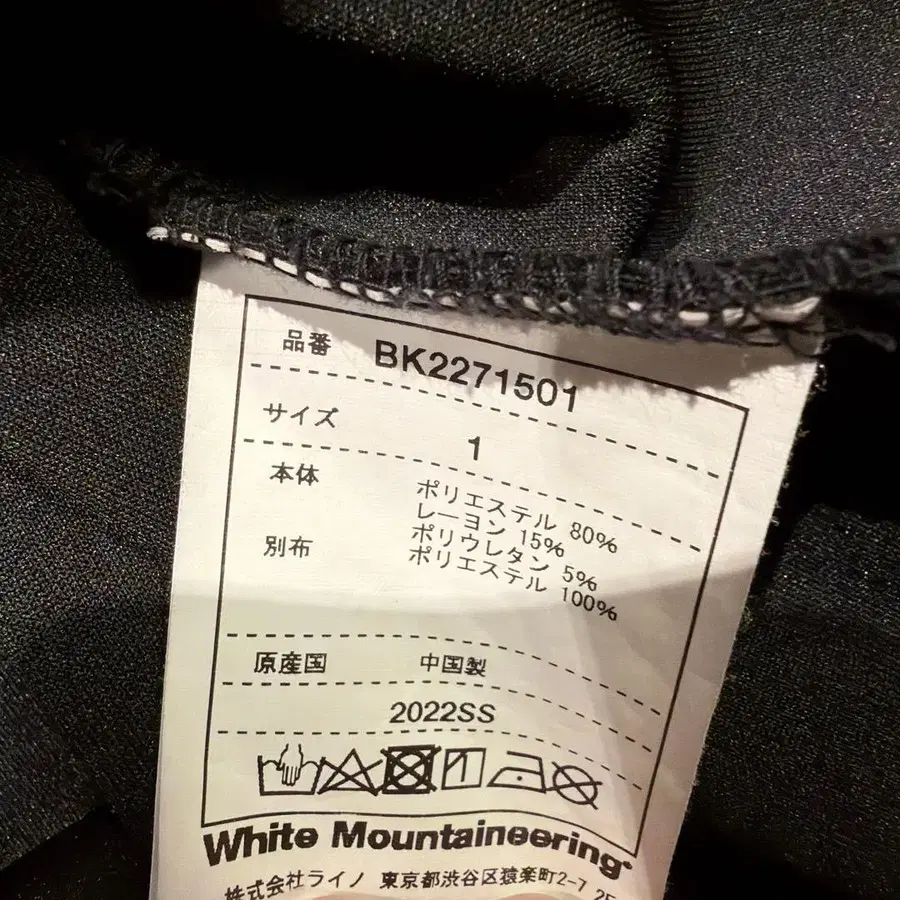 品番 BK2271501
サイズ 1
本体 ポリエステル 80%
レーヨン 15%
ポリウレタン 5%
別布 ポリエステル 100%
原産国 中国製
2022SS
White Mountaineering
株式会社ライノ 東京都渋谷区猿楽町2-7 2F